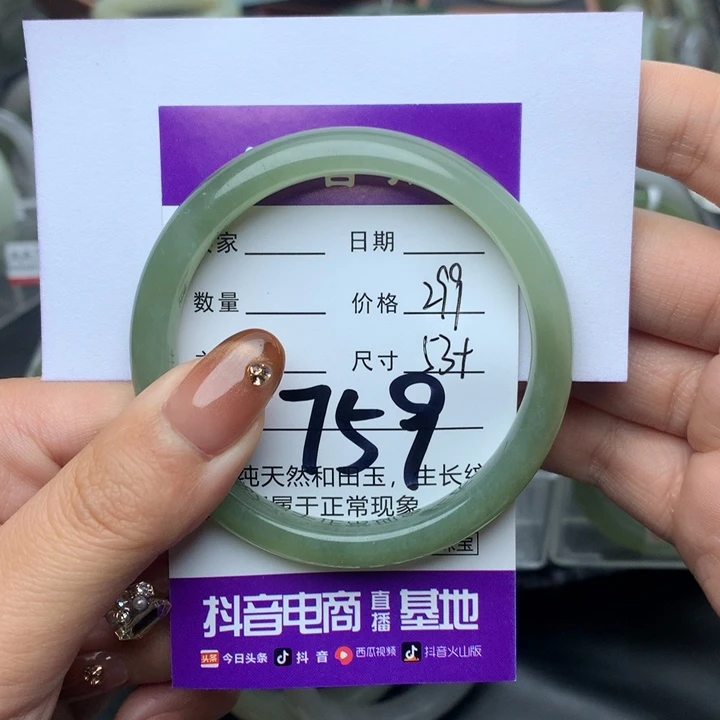 家 日期
数量 价格 299
尺寸 53+
759
纯天然和田玉，生长纹
属于正常现象
抖音电商 直播 基地
头条 今日头条 抖音 西瓜视频 抖音火山版